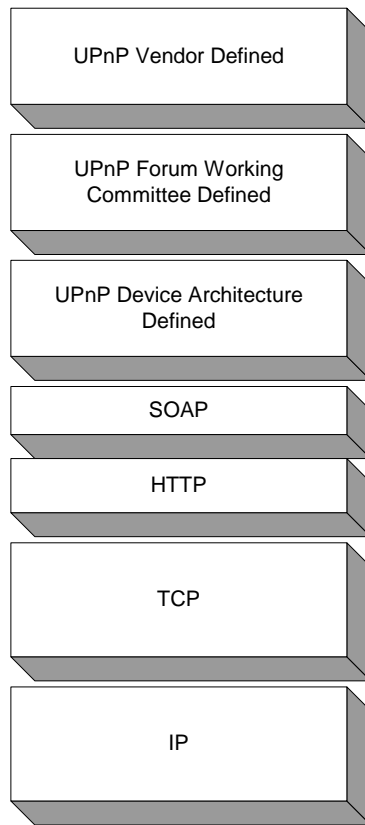 UPnP Vendor Defined
UPnP Forum Working
Committee Defined
UPnP Device Architecture
Defined
SOAP
HTTP
TCP
IP